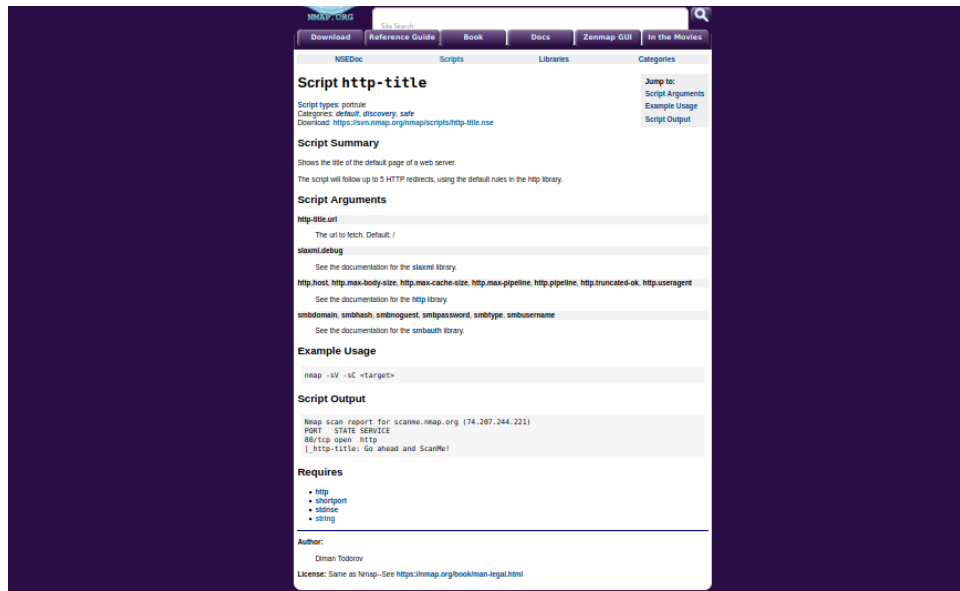 NMAP.ORG
Site Search
Download Reference Guide Book Docs Zenmap GUI In the Movies
NSEDoc Scripts Libraries Categories
Script http-title
Jump to:
Script Arguments
Example Usage
Script Output
Script types: portrule
Categories: default, discovery, safe
Download: https://svn.nmap.org/nmap/scripts/http-title.nse
Script Summary
Shows the title of the default page of a web server.
The script will follow up to 5 HTTP redirects, using the default rules in the http library.
Script Arguments
http-title.url
The url to fetch. Default: /
slaxml.debug
See the documentation for the slaxml library.
http.host, http.max-body-size, http.max-cache-size, http.max-pipeline, http.pipeline, http.truncated-ok, http.useragent
See the documentation for the http library.
smbdomain, smbhash, smbnoguest, smbpassword, smbtype, smbusername
See the documentation for the smbauth library.
Example Usage
nmap -sV -sC <target>
Script Output
Nmap scan report for scanme.nmap.org (74.207.244.221)
PORT   STATE SERVICE
80/tcp open  http
|_http-title: Go ahead and ScanMe!
Requires
• http
• shortport
• stdnse
• string
Author:
Diman Todorov
License: Same as Nmap--See https://nmap.org/book/man-legal.html